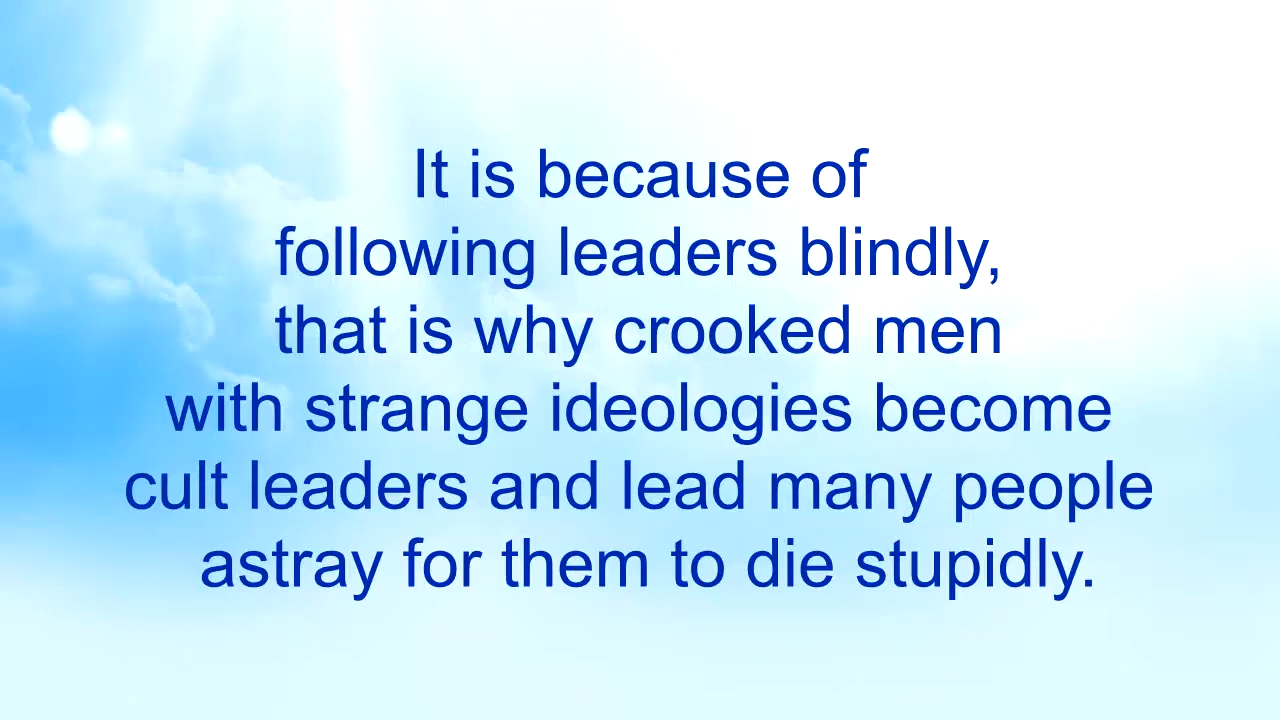 It is because of
following leaders blindly,
that is why crooked men
with strange ideologies become
cult leaders and lead many people
astray for them to die stupidly.